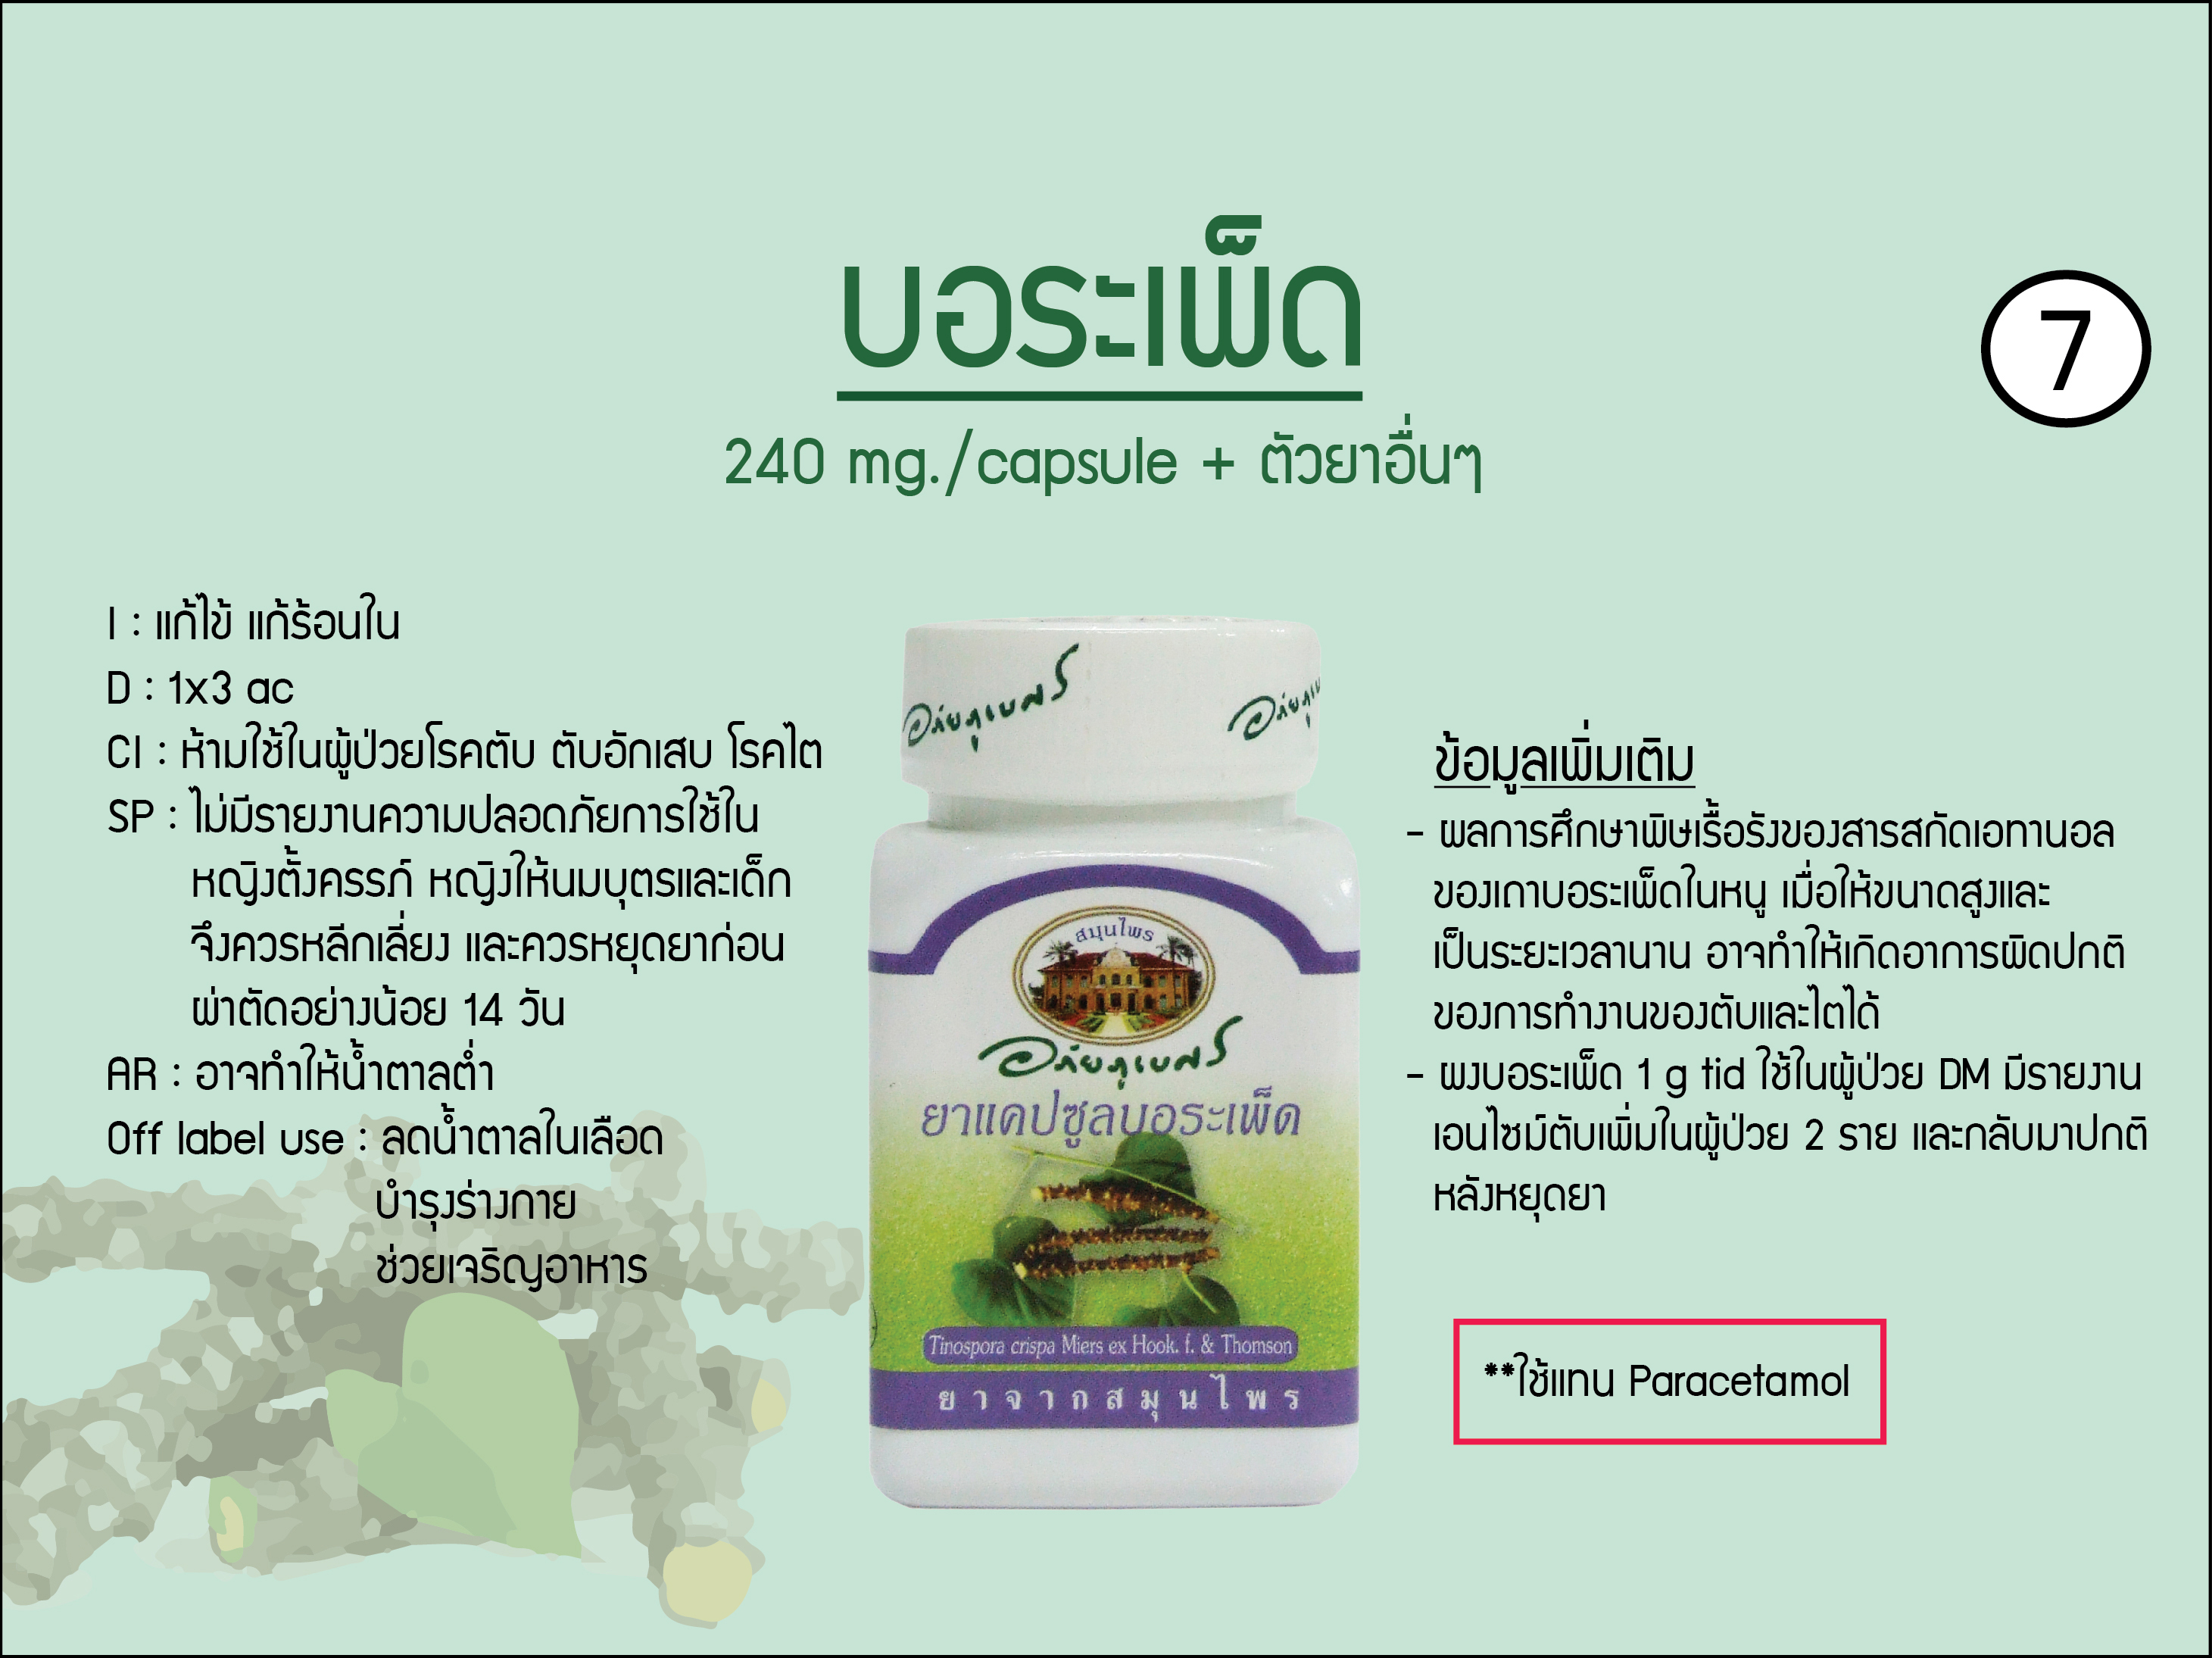 บอระเพ็ด
7
240 mg./capsule + ตัวยาอื่นๆ
I : แก้ไข้ แก้ร้อนใน
D : 1x3 ac
CI : ห้ามใช้ในผู้ป่วยโรคตับ ตับอักเสบ โรคไต
SP : ไม่มีรายงานความปลอดภัยการใช้ใน
หญิงตั้งครรภ์ หญิงให้นมบุตรและเด็ก
จึงควรหลีกเลี่ยง และควรหยุดยาก่อน
ผ่าตัดอย่างน้อย 14 วัน
AR : อาจทำให้น้ำตาลต่ำ
Off label use : ลดน้ำตาลในเลือด
บำรุงร่างกาย
ช่วยเจริญอาหาร
อภัยภูเบศร
อภัยภูเบ
สมุนไพร
อภัยภูเบศร
ยาแคปซูลบอระเพ็ด
Tinospora crispa Miers ex Hook. f. & Thomson
ยาจากสมุนไพร
ข้อมูลเพิ่มเติม
- ผลการศึกษาพิษเรื้อรังของสารสกัดเอทานอล
ของเถาบอระเพ็ดในหนู เมื่อให้ขนาดสูงและ
เป็นระยะเวลานาน อาจทำให้เกิดอาการผิดปกติ
ของการทำงานของตับและไตได้
- ผงบอระเพ็ด 1 g tid ใช้ในผู้ป่วย DM มีรายงาน
เอนไซม์ตับเพิ่มในผู้ป่วย 2 ราย และกลับมาปกติ
หลังหยุดยา
**ใช้แทน Paracetamol